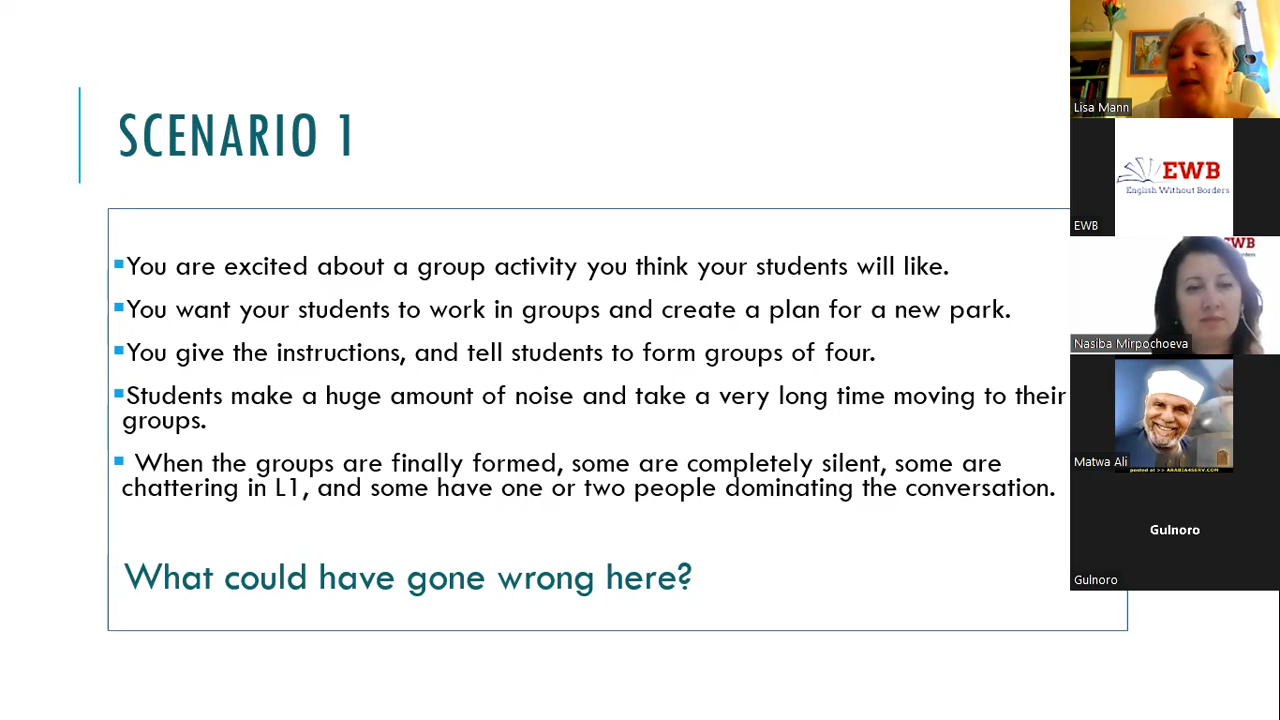 SCENARIO 1
▪You are excited about a group activity you think your students will like.
▪You want your students to work in groups and create a plan for a new park.
▪You give the instructions, and tell students to form groups of four.
▪Students make a huge amount of noise and take a very long time moving to their
groups.
▪ When the groups are finally formed, some are completely silent, some are
chattering in L1, and some have one or two people dominating the conversation.
What could have gone wrong here?
Lisa Mann
EWB
English Without Borders
EWB
EWB
Nasiba Mirpochoeva
posted at >> ARABIA4SERV.COM
Matwa Ali
Gulnoro
Gulnoro